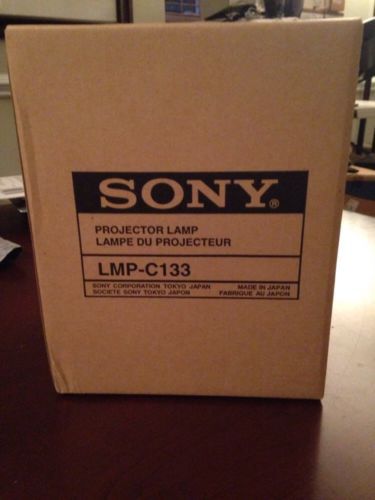 SONY®
PROJECTOR LAMP
LAMPE DU PROJECTEUR
LMP-C133
SONY CORPORATION TOKYO JAPAN MADE IN JAPAN
SOCIETE SONY TOKYO JAPON FABRIQUE AU JAPON